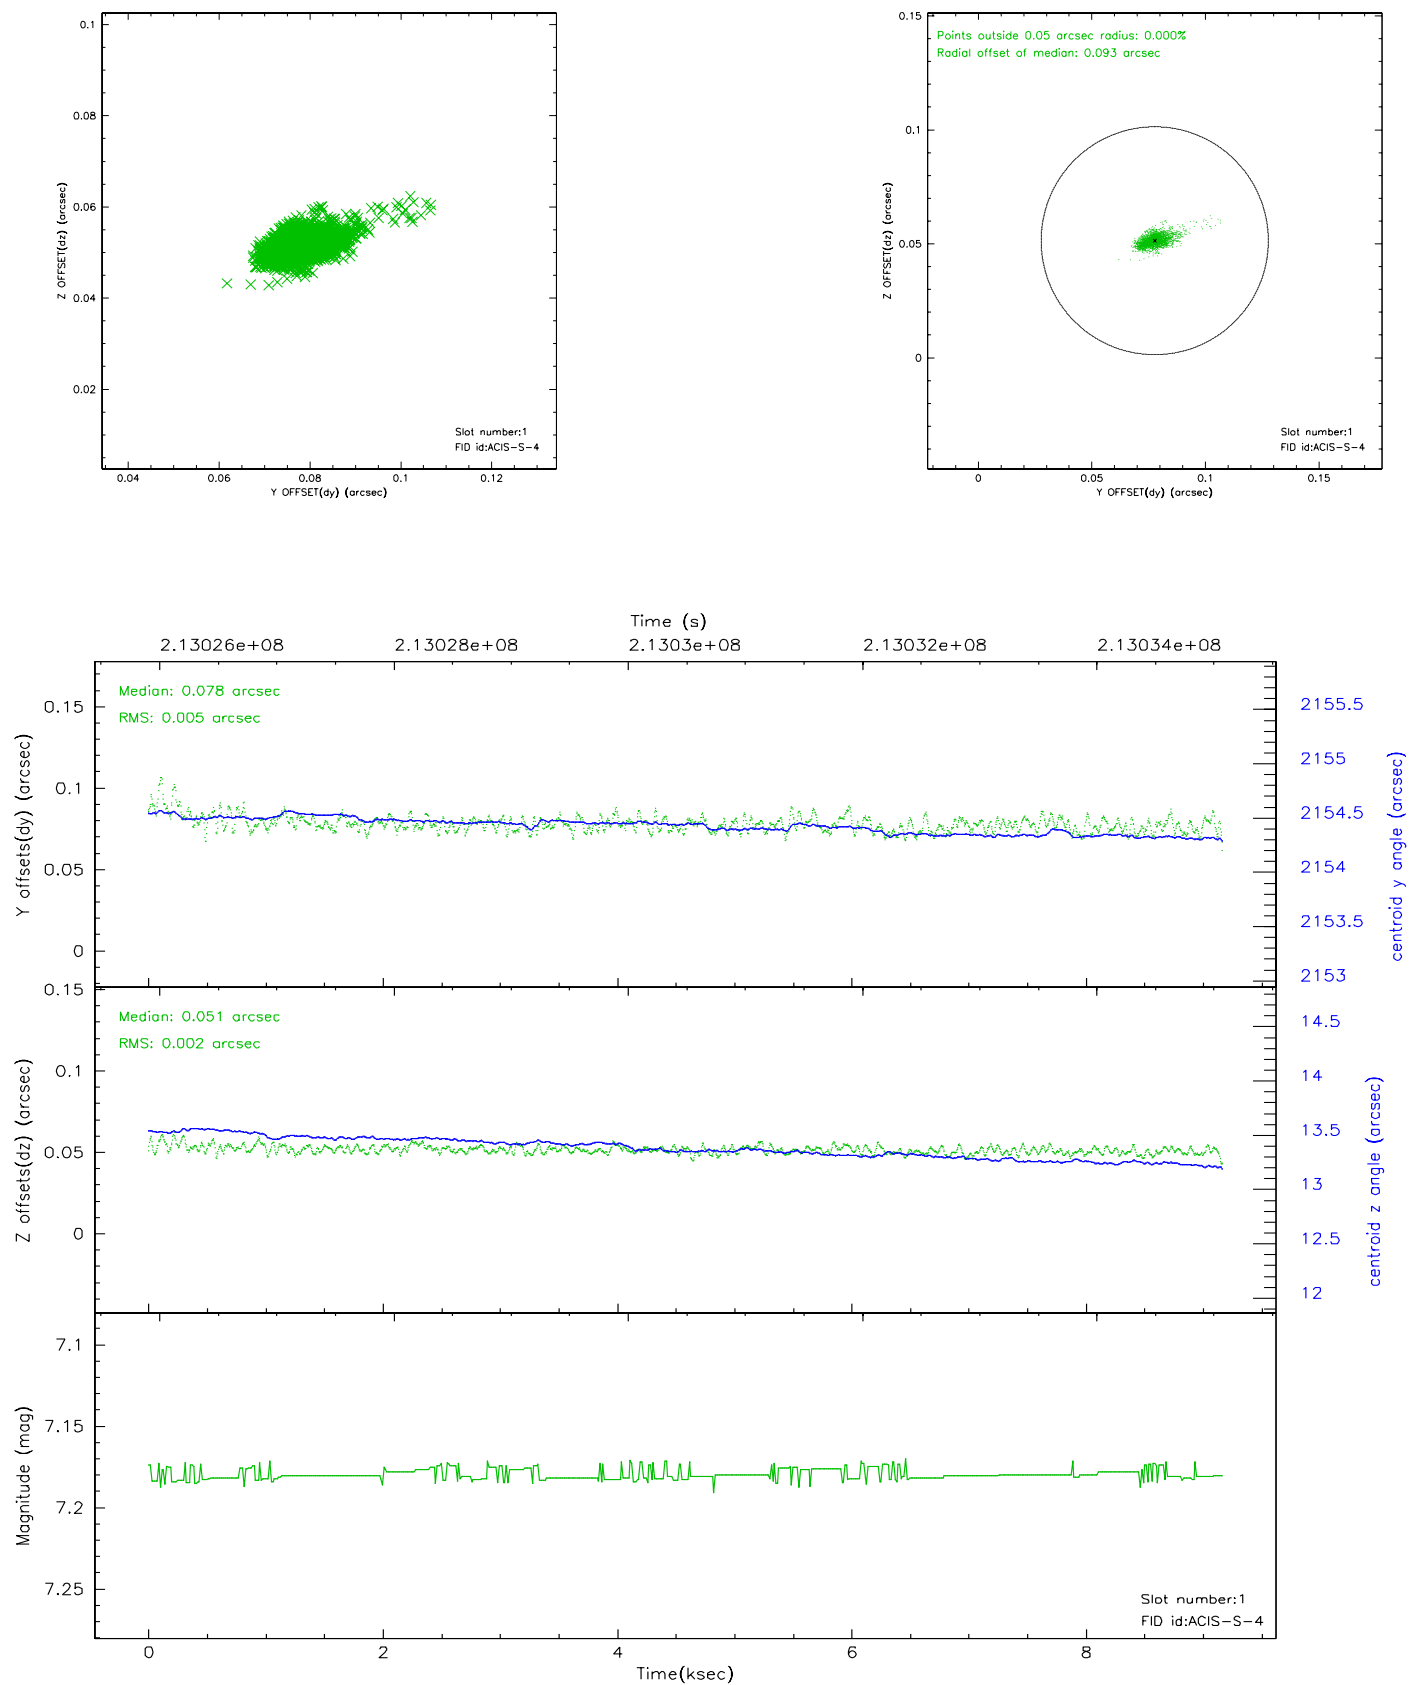 0.1
0.08
0.06
0.04
0.02
Z OFFSET(dz) (arcsec)
0.04 0.06 0.08 0.1 0.12
Y OFFSET(dy) (arcsec)
Slot number:1
FID id:ACIS-S-4
Points outside 0.05 arcsec radius: 0.000%
Radial offset of median: 0.093 arcsec
0.15
0.1
0.05
0
Z OFFSET(dz) (arcsec)
0 0.05 0.1 0.15
Y OFFSET(dy) (arcsec)
Slot number:1
FID id:ACIS-S-4
Time (s)
2.13026e+08 2.13028e+08 2.1303e+08 2.13032e+08 2.13034e+08
Median: 0.078 arcsec
RMS: 0.005 arcsec
0.15
0.1
0.05
0
Y offsets(dy) (arcsec)
2155.5
2155
2154.5
2154
2153.5
2153
centroid y angle (arcsec)
Median: 0.051 arcsec
RMS: 0.002 arcsec
0.15
0.1
0.05
0
Z offsets(dz) (arcsec)
14.5
14
13.5
13
12.5
12
centroid z angle (arcsec)
7.1
7.15
7.2
7.25
Magnitude (mag)
Slot number:1
FID id:ACIS-S-4
0 2 4 6 8
Time(ksec)